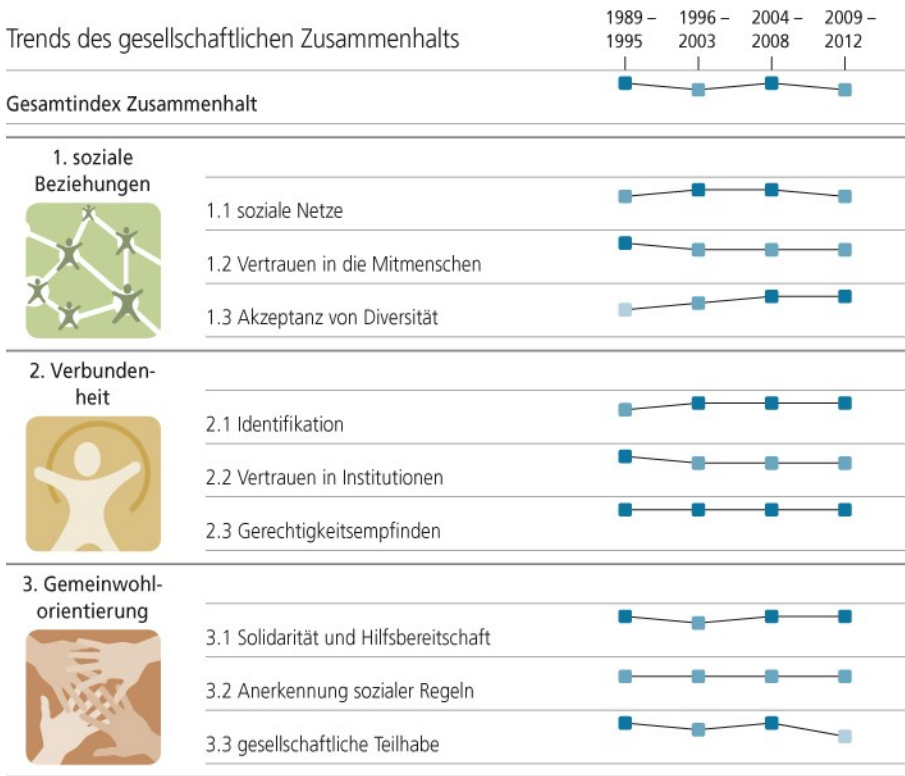 Trends des gesellschaftlichen Zusammenhalts
1989 – 1995
1996 – 2003
2004 – 2008
2009 – 2012
Gesamtindex Zusammenhalt
1. soziale
Beziehungen
1.1 soziale Netze
1.2 Vertrauen in die Mitmenschen
1.3 Akzeptanz von Diversität
2. Verbunden-
heit
2.1 Identifikation
2.2 Vertrauen in Institutionen
2.3 Gerechtigkeitsempfinden
3. Gemeinwohl-
orientierung
3.1 Solidarität und Hilfsbereitschaft
3.2 Anerkennung sozialer Regeln
3.3 gesellschaftliche Teilhabe